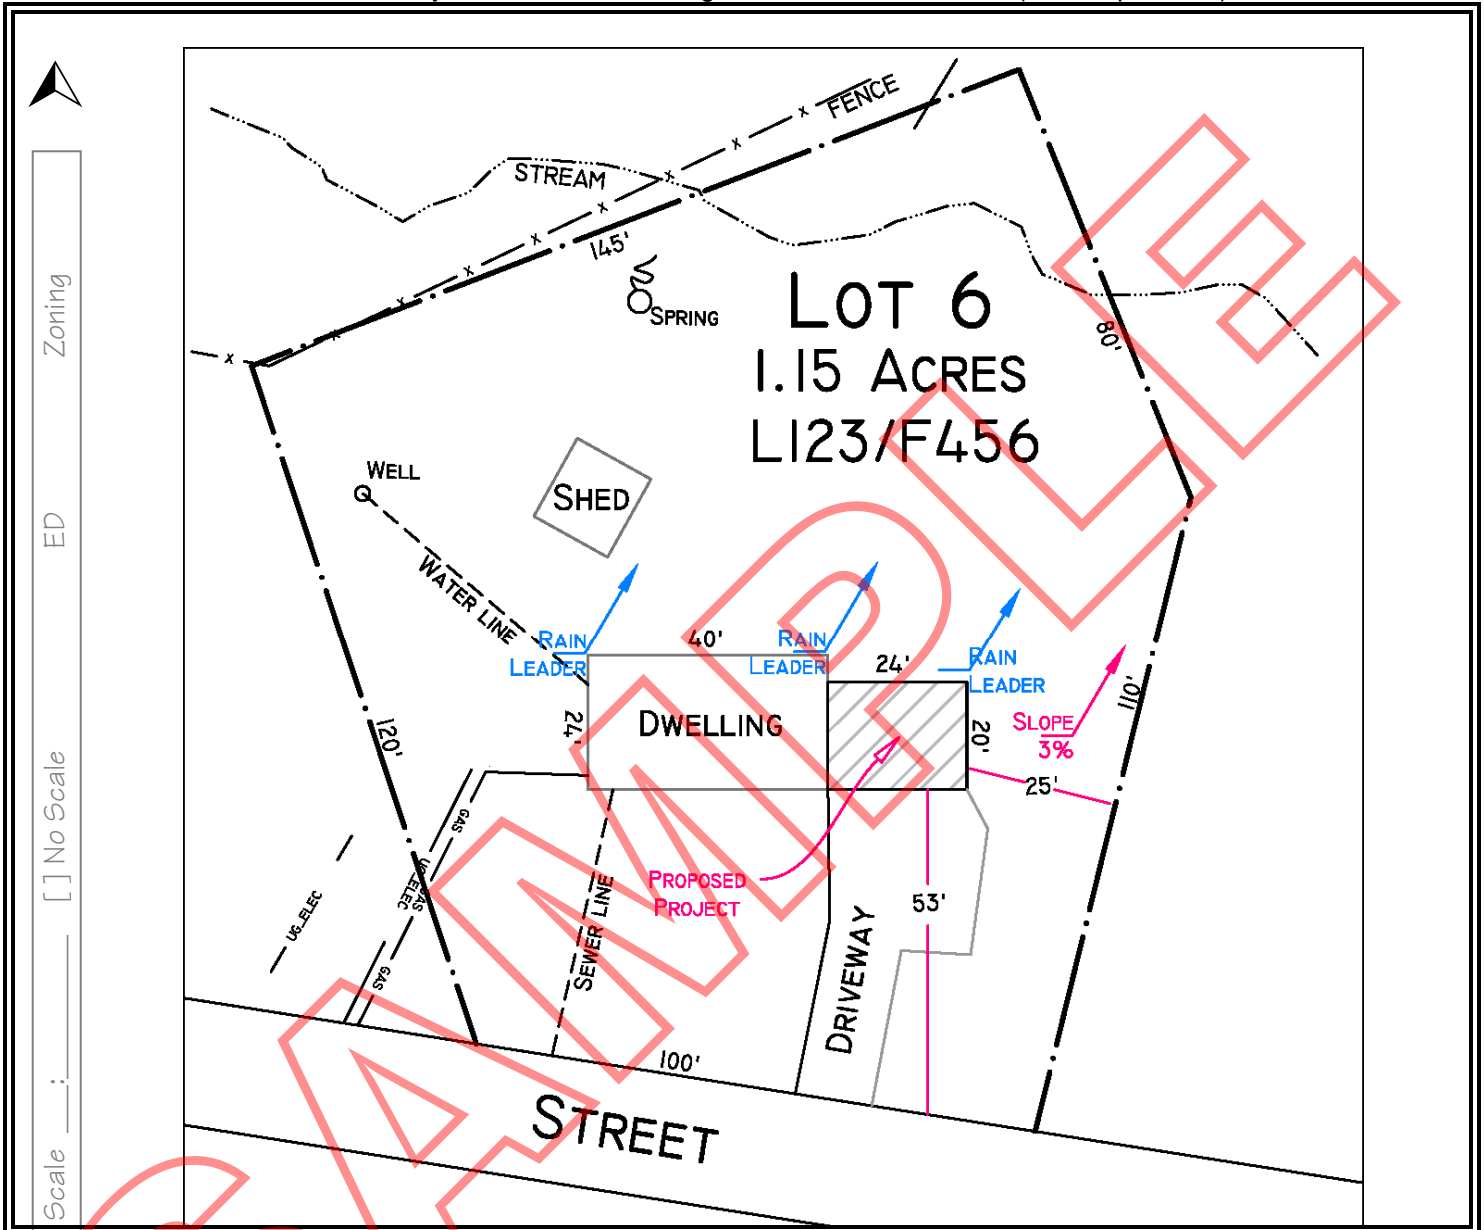 FENCE
STREAM
145'
SPRING
LOT 6
1.15 ACRES
L123/F456
80'
WELL
SHED
WATER LINE
RAIN
LEADER
40'
RAIN
LEADER
24'
RAIN
LEADER
24'
DWELLING
20'
SLOPE
3%
110'
120'
25'
GAS
UG_ELEC
GAS
UG_ELEC
GAS
PROPOSED
PROJECT
53'
SEWER LINE
DRIVEWAY
100'
STREET
SAMPLE
Zoning
ED
[ ] No Scale
Scale ___:______